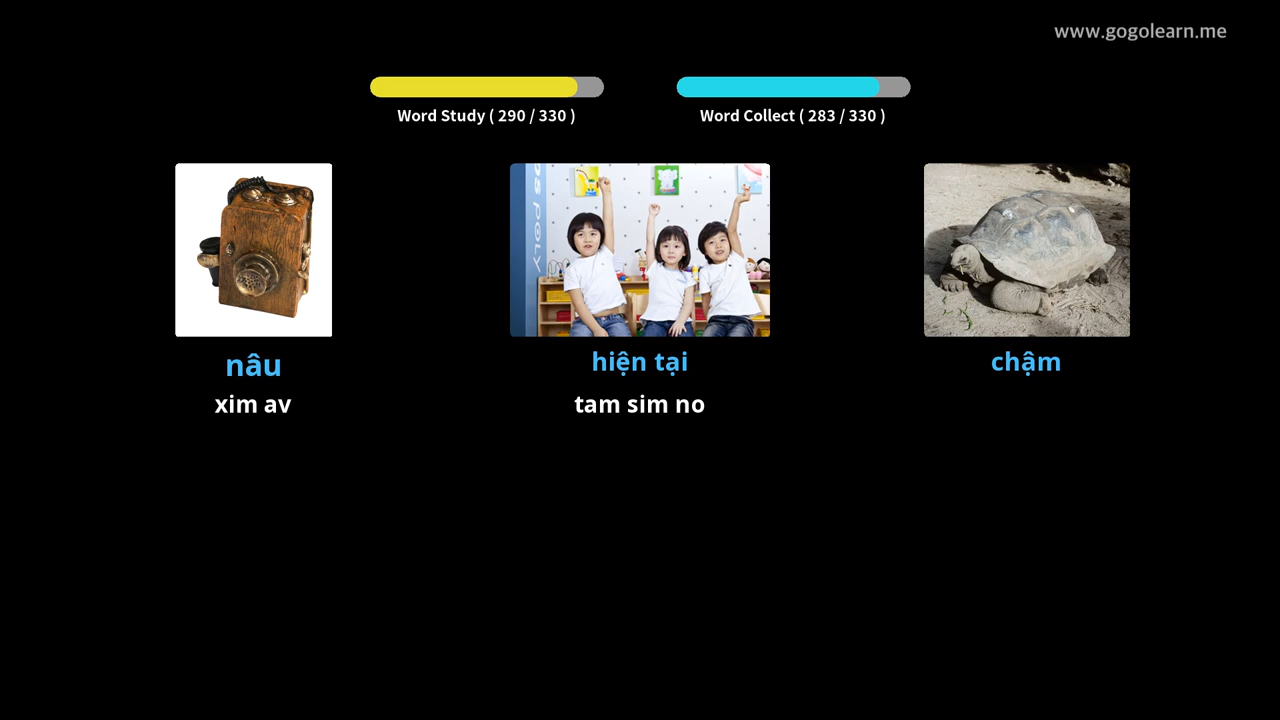 www.gogolearn.me
Word Study ( 290 / 330 )
Word Collect ( 283 / 330 )
nâu
hiện tại
chậm
xim av
tam sim no